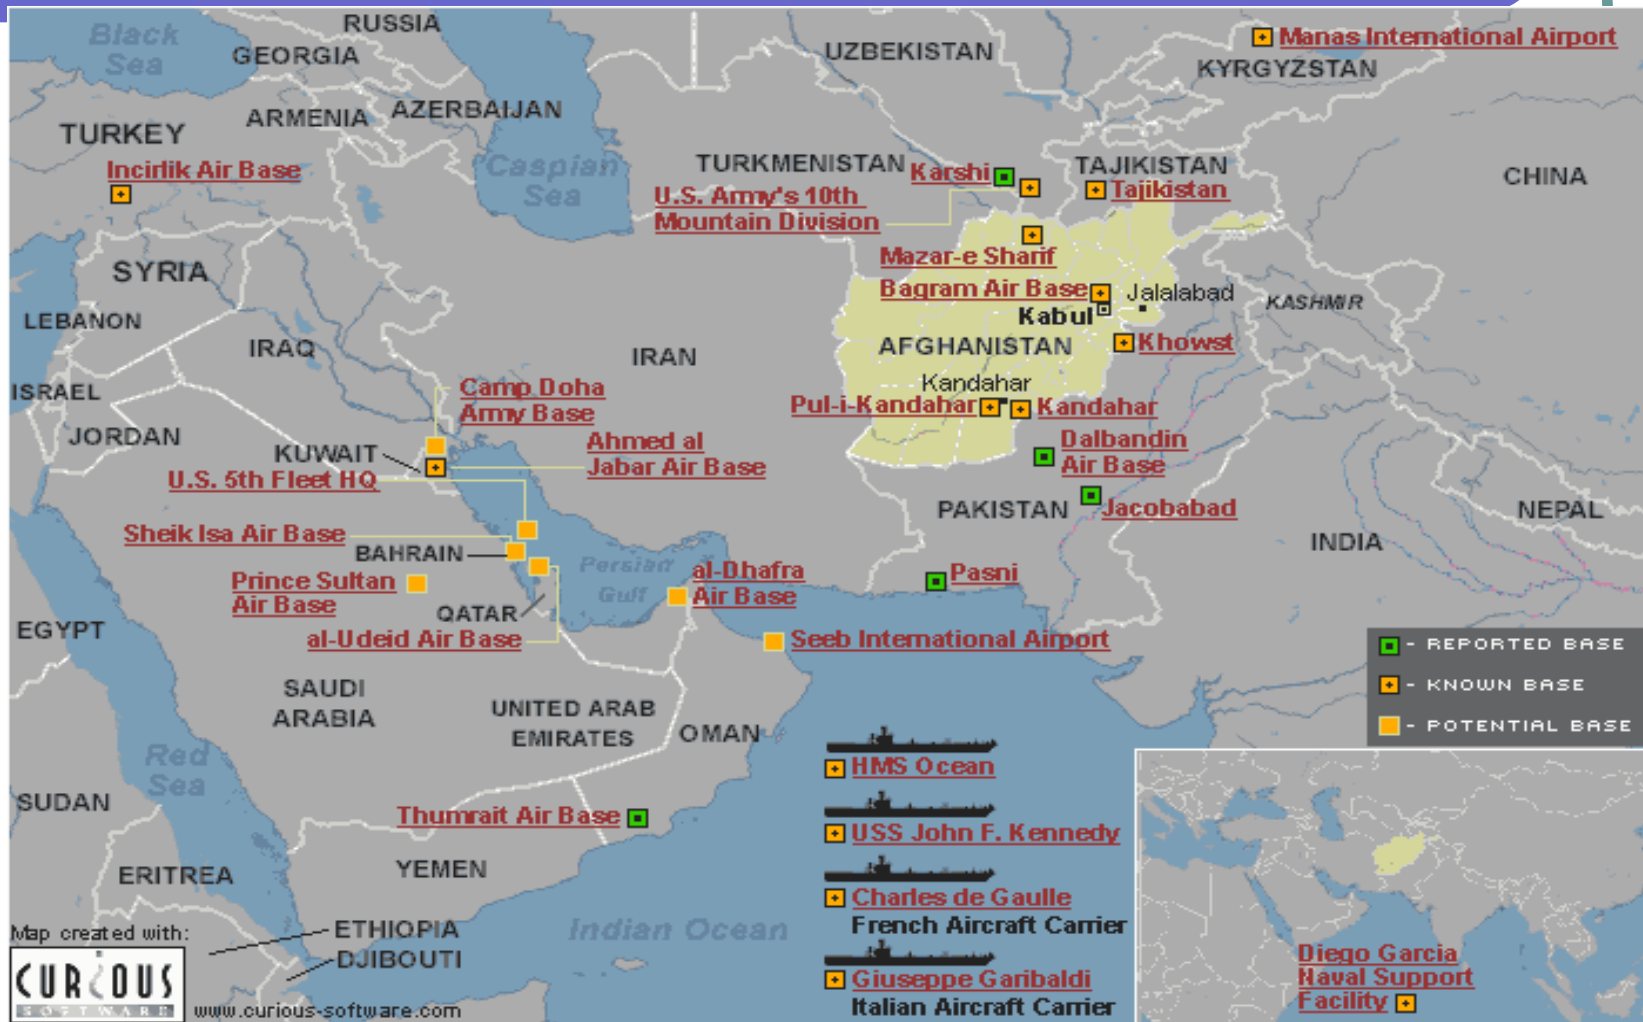 Black
Sea
RUSSIA
GEORGIA
UZBEKISTAN
Manas International Airport
KYRGYZSTAN
ARMENIA
AZERBAIJAN
TURKEY
Incirlik Air Base
Caspian
Sea
TURKMENISTAN
Karshi
TAJIKISTAN
Tajikistan
CHINA
U.S. Army's 10th
Mountain Division
Mazar-e Sharif
SYRIA
Bagram Air Base
Jalalabad
KASHMIR
Kabul
LEBANON
IRAQ
IRAN
AFGHANISTAN
Khowst
ISRAEL
Camp Doha
Army Base
Kandahar
Pul-i-Kandahar
Kandahar
JORDAN
KUWAIT
Ahmed al
Jabar Air Base
Dalbandin
Air Base
U.S. 5th Fleet HQ
PAKISTAN
Jacobabad
NEPAL
Sheik Isa Air Base
BAHRAIN
INDIA
Persian
Gulf
Prince Sultan
Air Base
al-Dhafra
Air Base
Pasni
QATAR
EGYPT
al-Udeid Air Base
Seeb International Airport
- REPORTED BASE
- KNOWN BASE
- POTENTIAL BASE
SAUDI
ARABIA
UNITED ARAB
EMIRATES
OMAN
Red
Sea
HMS Ocean
SUDAN
Thumrait Air Base
USS John F. Kennedy
YEMEN
ERITREA
Charles de Gaulle
French Aircraft Carrier
ETHIOPIA
DJIBOUTI
Indian Ocean
Giuseppe Garibaldi
Italian Aircraft Carrier
Diego Garcia
Naval Support
Facility
Map created with:
CURiOUS
SOFTWARE
www.curious-software.com